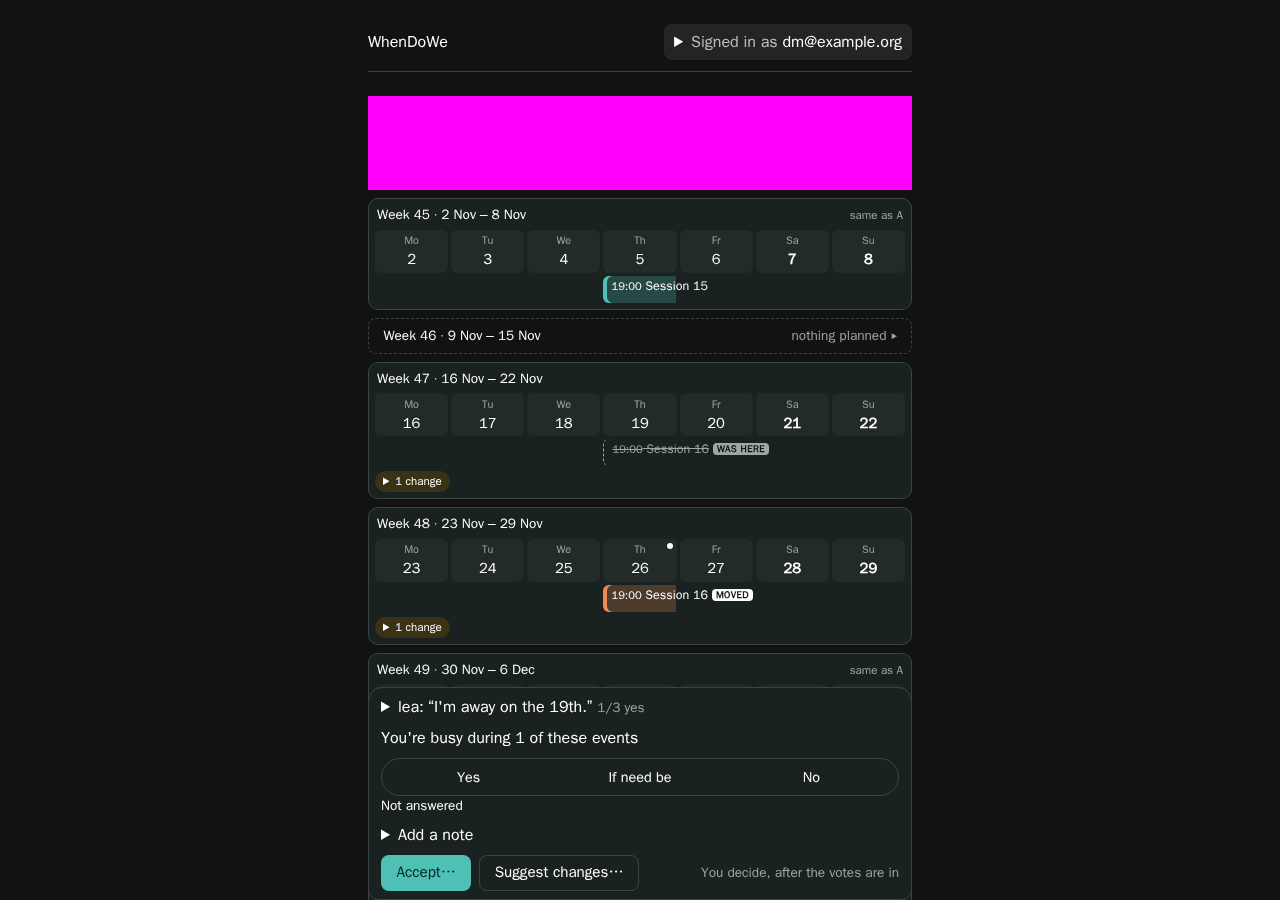 WhenDoWe
▶ Signed in as dm@example.org
Week 45 · 2 Nov – 8 Nov same as A
Mo Tu We Th Fr Sa Su
2 3 4 5 6 7 8
19:00 Session 15
Week 46 · 9 Nov – 15 Nov nothing planned ▸
Week 47 · 16 Nov – 22 Nov
Mo Tu We Th Fr Sa Su
16 17 18 19 20 21 22
19:00 Session 16 WAS HERE
▶ 1 change
Week 48 · 23 Nov – 29 Nov
Mo Tu We Th Fr Sa Su
23 24 25 26 27 28 29
19:00 Session 16 MOVED
▶ 1 change
Week 49 · 30 Nov – 6 Dec same as A
▶ lea: “I'm away on the 19th.” 1/3 yes
You're busy during 1 of these events
Yes If need be No
Not answered
▶ Add a note
Accept… Suggest changes… You decide, after the votes are in